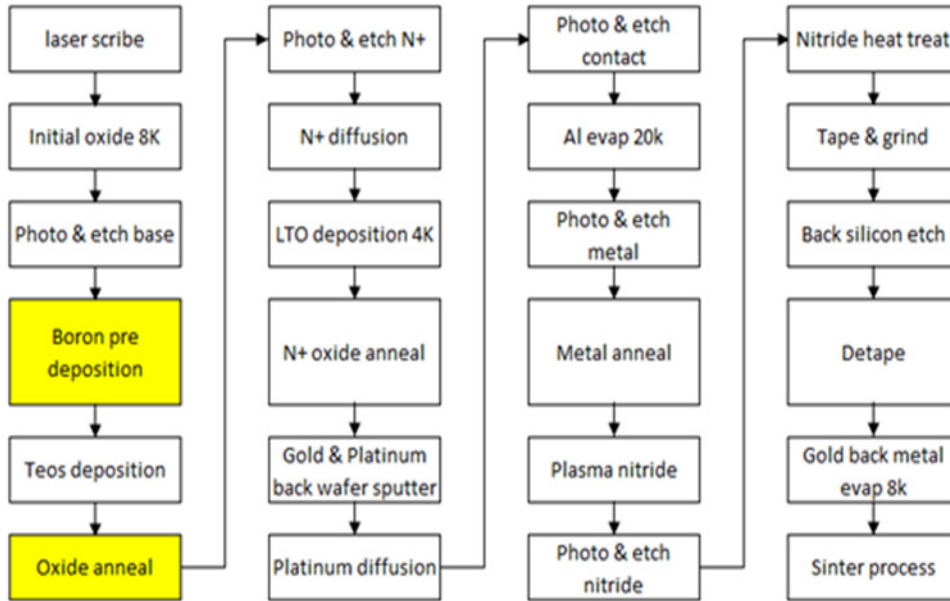 laser scribe
Initial oxide 8K
Photo & etch base
Boron pre
deposition
Teos deposition
Oxide anneal
Photo & etch N+
N+ diffusion
LTO deposition 4K
N+ oxide anneal
Gold & Platinum
back wafer sputter
Platinum diffusion
Photo & etch
contact
Al evap 20k
Photo & etch
metal
Metal anneal
Plasma nitride
Photo & etch
nitride
Nitride heat treat
Tape & grind
Back silicon etch
Detape
Gold back metal
evap 8k
Sinter process